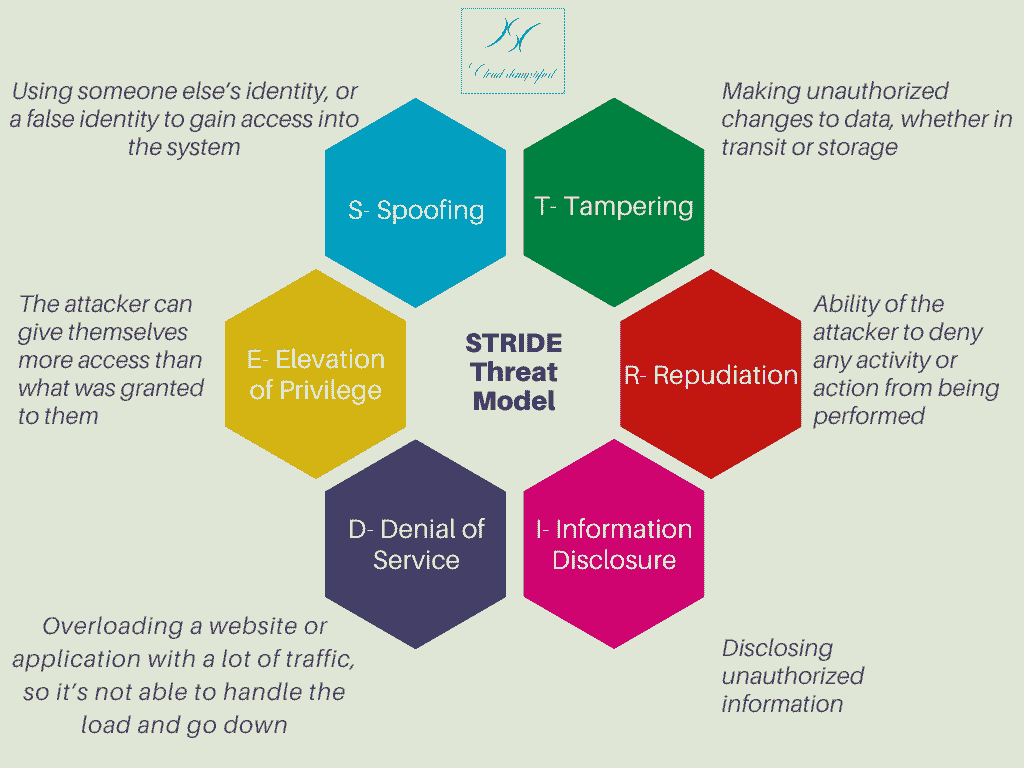 Cloud demystified
Using someone else's identity, or
a false identity to gain access into
the system
Making unauthorized
changes to data, whether in
transit or storage
S- Spoofing
T- Tampering
The attacker can
give themselves
more access than
what was granted
to them
E- Elevation
of Privilege
STRIDE
Threat
Model
R- Repudiation
Ability of the
attacker to deny
any activity or
action from being
performed
D- Denial of
Service
I- Information
Disclosure
Overloading a website or
application with a lot of traffic,
so it's not able to handle the
load and go down
Disclosing
unauthorized
information